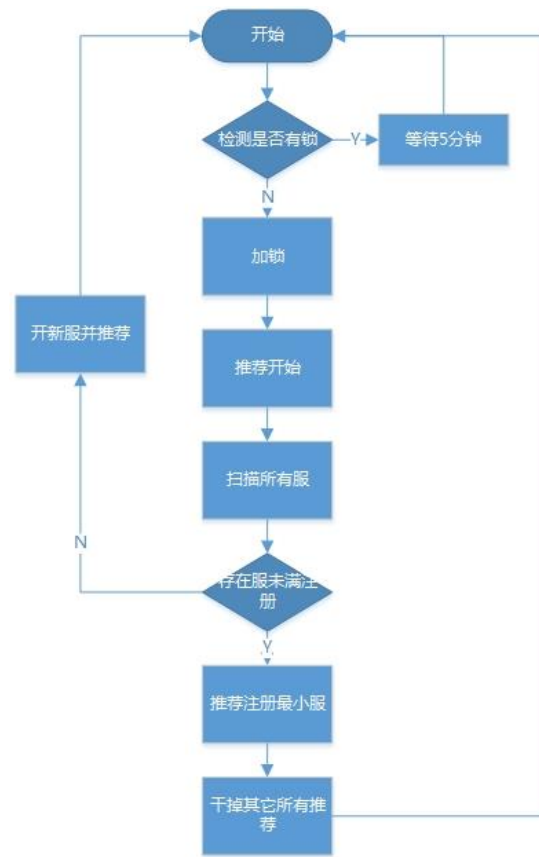 开始
检测是否有锁
Y
等待5分钟
N
加锁
开新服并推荐
推荐开始
扫描所有服
N
存在服未满注
册
Y
推荐注册最小服
干掉其它所有推
荐